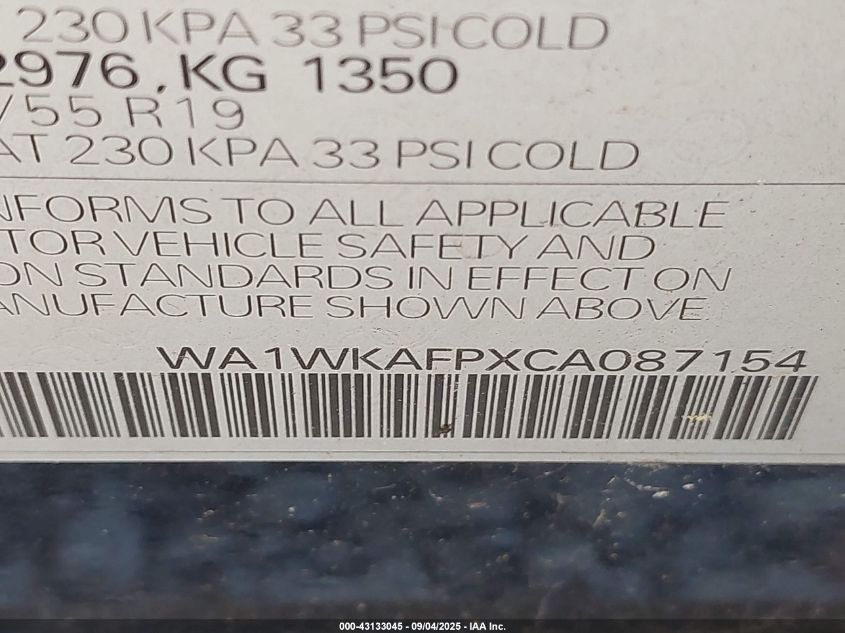 230 KPA 33 PSI COLD
2976, KG 1350
/55 R19
AT 230 KPA 33 PSI COLD
NFORMS TO ALL APPLICABLE
TOR VEHICLE SAFETY AND
ON STANDARDS IN EFFECT ON
ANUFACTURE SHOWN ABOVE.
WA1WKAFPXCA087154
000-43133045 - 09/04/2025 - IAA Inc.